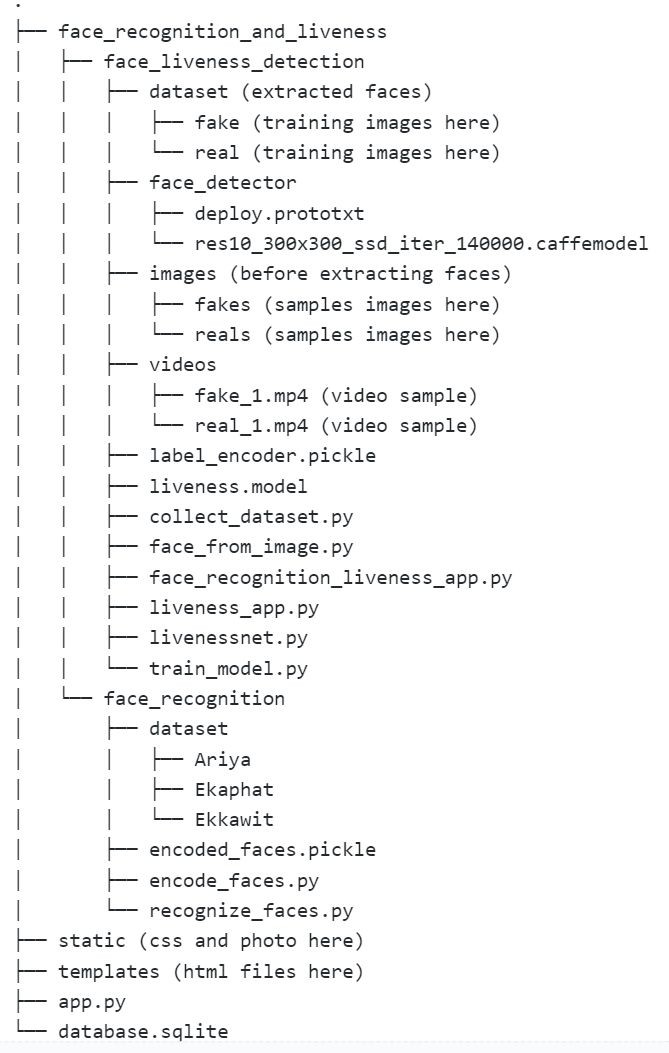 .
├── face_recognition_and_liveness
│   ├── face_liveness_detection
│   │   ├── dataset (extracted faces)
│   │   │   ├── fake (training images here)
│   │   │   └── real (training images here)
│   │   ├── face_detector
│   │   │   ├── deploy.prototxt
│   │   │   └── res10_300x300_ssd_iter_140000.caffemodel
│   │   ├── images (before extracting faces)
│   │   │   ├── fakes (samples images here)
│   │   │   └── reals (samples images here)
│   │   ├── videos
│   │   │   ├── fake_1.mp4 (video sample)
│   │   │   └── real_1.mp4 (video sample)
│   │   ├── label_encoder.pickle
│   │   ├── liveness.model
│   │   ├── collect_dataset.py
│   │   ├── face_from_image.py
│   │   ├── face_recognition_liveness_app.py
│   │   ├── liveness_app.py
│   │   ├── livenessnet.py
│   │   └── train_model.py
│   └── face_recognition
│       ├── dataset
│       │   ├── Ariya
│       │   ├── Ekaphat
│       │   └── Ekkawit
│       ├── encoded_faces.pickle
│       ├── encode_faces.py
│       └── recognize_faces.py
├── static (css and photo here)
├── templates (html files here)
├── app.py
└── database.sqlite